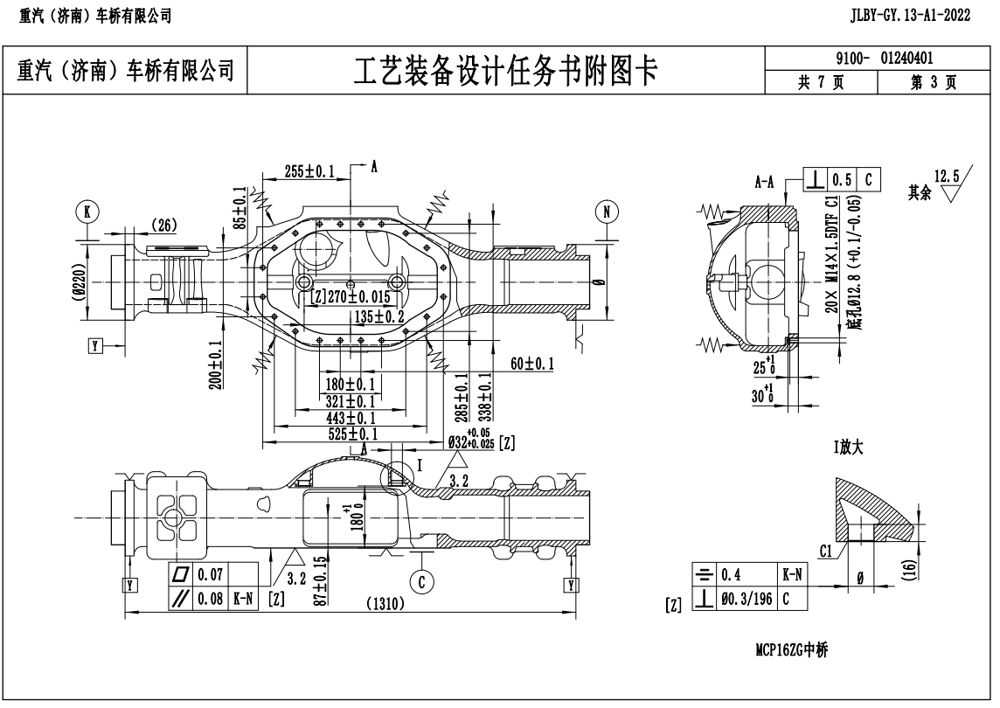 重汽（济南）车桥有限公司
JLBY-GY.13-A1-2022
重汽（济南）车桥有限公司
工艺装备设计任务书附图卡
9100- 01240401
共 7 页
第 3 页
255±0.1
A
85±0.1
K
(26)
N
A-A
⊥ 0.5 C
其余 12.5
20× M14×1.5DTF C1
底孔Ø12.8 (+0.1/-0.05)
(Ø220)
Ø
[Z]270±0.015
135±0.2
Y
200±0.1
60±0.1
180±0.1
321±0.1
443±0.1
525±0.1
285±0.1
338±0.1
25+1 0
30+1 0
A
Ø32+0.05 +0.025 [Z]
I
3.2
I放大
180+1 0
C1
Ø
(16)
▱ 0.07
// 0.08 K-N
[Z]
3.2
87±0.15
C
Y
Y
(1310)
⌯ 0.4 K-N
[Z]
⊥ Ø0.3/196 C
MCP16ZG中桥